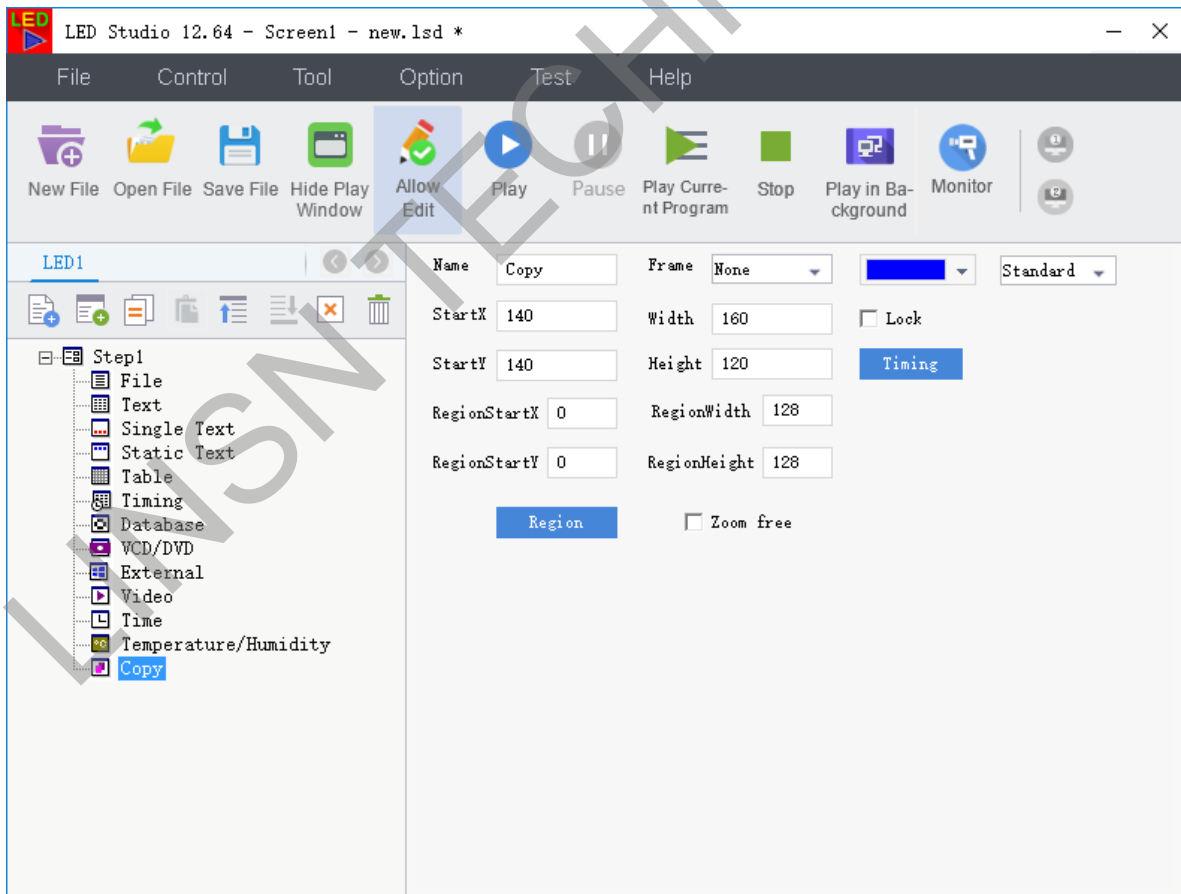 LED
LED Studio 12.64 - Screen1 - new.lsd *
File Control Tool Option Test Help
New File Open File Save File Hide Play Window Allow Edit Play Pause Play Curre-nt Program Stop Play in Ba-ckground Monitor
1
2
LED1
Name Copy Frame None Standard
StartX 140 Width 160 Lock
StartY 140 Height 120 Timing
RegionStartX 0 RegionWidth 128
RegionStartY 0 RegionHeight 128
Region Zoom free
Step1
File
Text
Single Text
Static Text
Table
Timing
Database
VCD/DVD
External
Video
Time
°C Temperature/Humidity
Copy
LINSN TECH